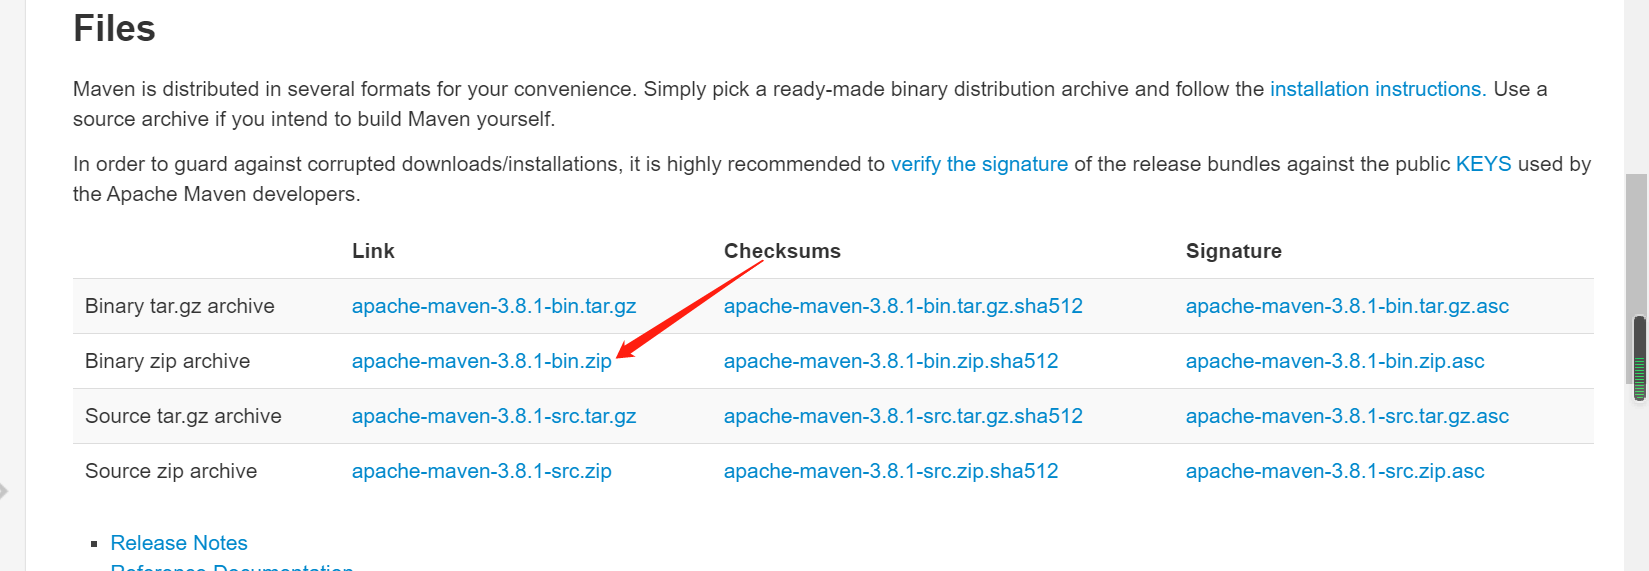 Files
Maven is distributed in several formats for your convenience. Simply pick a ready-made binary distribution archive and follow the installation instructions. Use a
source archive if you intend to build Maven yourself.
In order to guard against corrupted downloads/installations, it is highly recommended to verify the signature of the release bundles against the public KEYS used by
the Apache Maven developers.
Link Checksums Signature
Binary tar.gz archive apache-maven-3.8.1-bin.tar.gz apache-maven-3.8.1-bin.tar.gz.sha512 apache-maven-3.8.1-bin.tar.gz.asc
Binary zip archive apache-maven-3.8.1-bin.zip apache-maven-3.8.1-bin.zip.sha512 apache-maven-3.8.1-bin.zip.asc
Source tar.gz archive apache-maven-3.8.1-src.tar.gz apache-maven-3.8.1-src.tar.gz.sha512 apache-maven-3.8.1-src.tar.gz.asc
Source zip archive apache-maven-3.8.1-src.zip apache-maven-3.8.1-src.zip.sha512 apache-maven-3.8.1-src.zip.asc
Release Notes
Reference Documentation